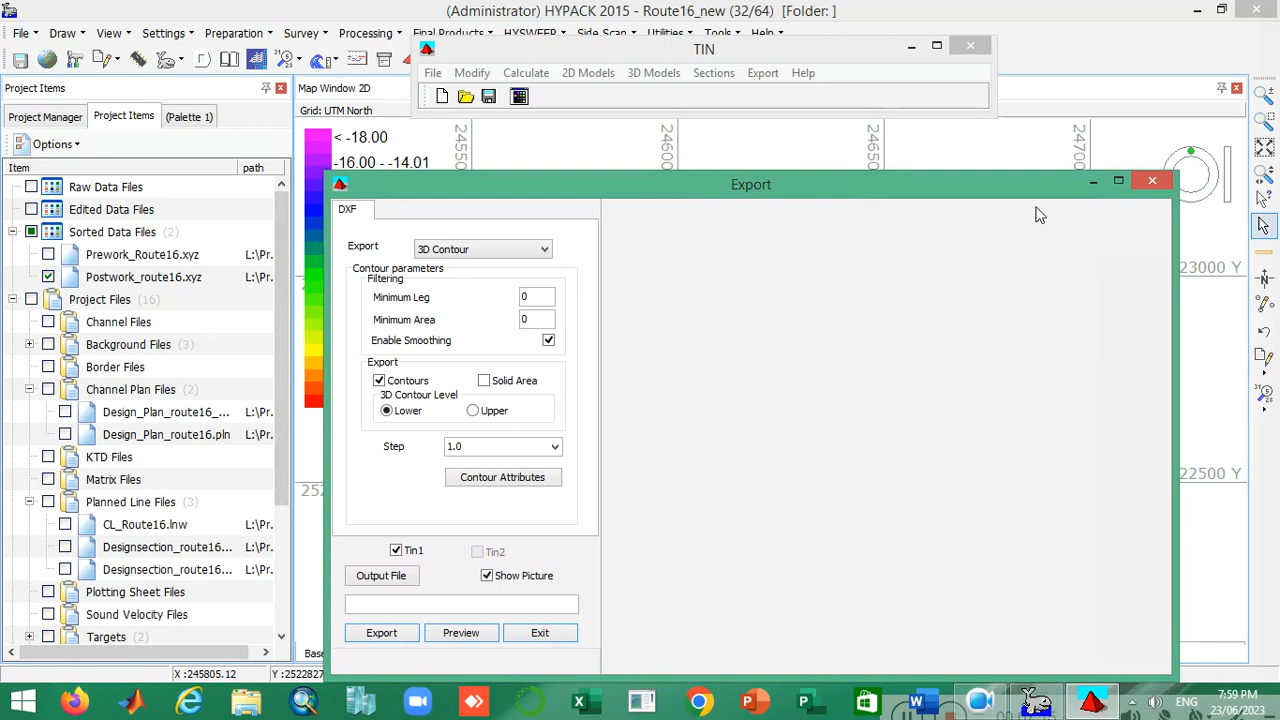 (Administrator) HYPACK 2015 - Route16_new (32/64) [Folder: ]
File Draw View Settings Preparation Survey Processing Final Products HYSWEEP Side Scan Utilities Tools Help
Project Items
Project Manager Project Items (Palette 1)
Options
Item path
Raw Data Files
Edited Data Files
Sorted Data Files (2)
Prework_Route16.xyz L:\Pr.
Postwork_route16.xyz L:\Pr.
Project Files (16)
Channel Files
Background Files (3)
Border Files
Channel Plan Files (2)
Design_Plan_route16_... L:\Pr.
Design_Plan_route16.pln L:\Pr.
KTD Files
Matrix Files
Planned Line Files (3)
CL_Route16.lnw L:\Pr.
Designsection_route16... L:\Pr.
Designsection_route16... L:\Pr.
Plotting Sheet Files
Sound Velocity Files
Targets (2)
Map Window 2D
Grid: UTM North
< -18.00
-16.00 - -14.01
24550
24600
24650
24700
23000 Y
22500 Y
252
Base
X :245805.12 Y :2522827
TIN
File Modify Calculate 2D Models 3D Models Sections Export Help
Export
DXF
Export 3D Contour
Contour parameters
Filtering
Minimum Leg 0
Minimum Area 0
Enable Smoothing
Export
Contours Solid Area
3D Contour Level
Lower Upper
Step 1.0
Contour Attributes
Tin1 Tin2
Output File Show Picture
Export Preview Exit
ENG
7:59 PM
23/06/2023